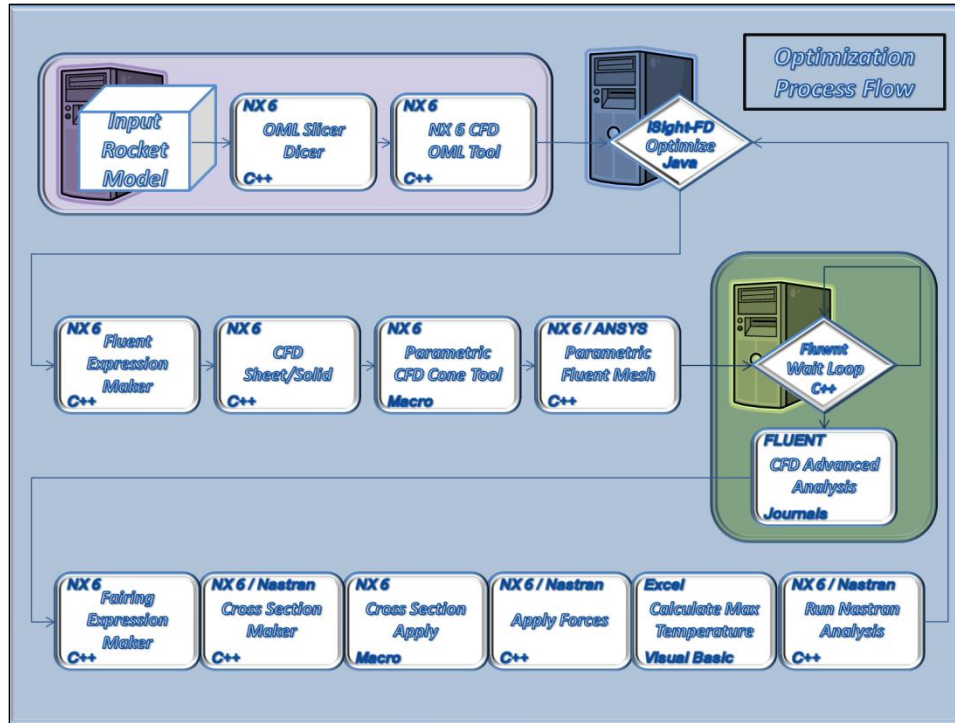 Optimization
Process Flow
Input
Rocket
Model
NX 6
OML Slicer
Dicer
C++
NX 6
NX 6 CFD
OML Tool
C++
iSight-FD
Optimize
Java
NX 6
Fluent
Expression
Maker
C++
NX 6
CFD
Sheet/Solid
C++
NX 6
Parametric
CFD Cone Tool
Macro
NX 6 / ANSYS
Parametric
Fluent Mesh
C++
Fluwnt
Wait Loop
C++
FLUENT
CFD Advanced
Analysis
Journals
NX 6
Fairing
Expression
Maker
C++
NX 6 / Nastran
Cross Section
Maker
C++
NX 6
Cross Section
Apply
Macro
NX 6 / Nastran
Apply Forces
C++
Excel
Calculate Max
Temperature
Visual Basic
NX 6 / Nastran
Run Nastran
Analysis
C++